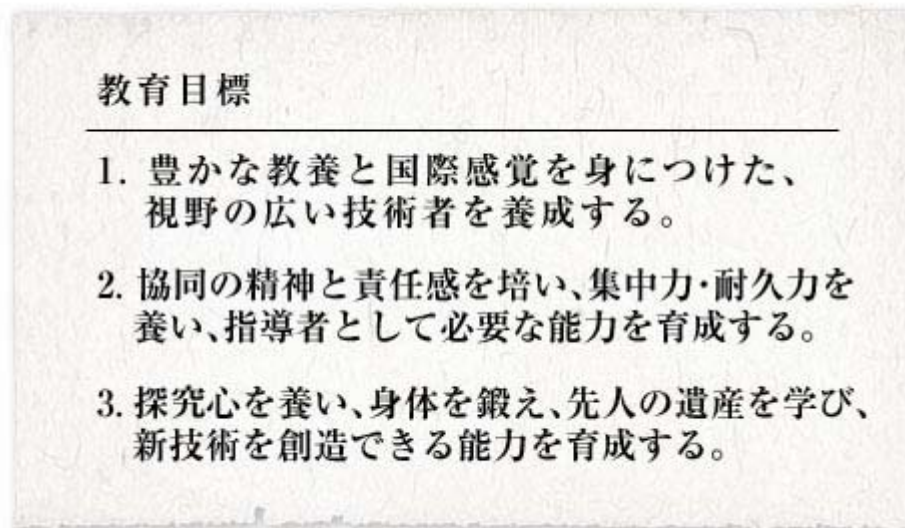 教育目標
1. 豊かな教養と国際感覚を身につけた、
視野の広い技術者を養成する。
2. 協同の精神と責任感を培い、集中力・耐久力を
養い、指導者として必要な能力を育成する。
3. 探究心を養い、身体を鍛え、先人の遺産を学び、
新技術を創造できる能力を育成する。